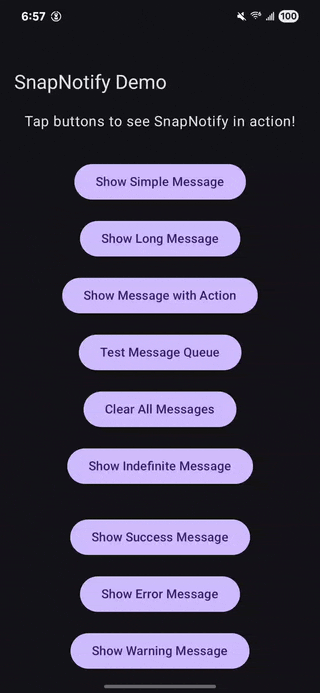 6:57
100
SnapNotify Demo
Tap buttons to see SnapNotify in action!
Show Simple Message
Show Long Message
Show Message with Action
Test Message Queue
Clear All Messages
Show Indefinite Message
Show Success Message
Show Error Message
Show Warning Message